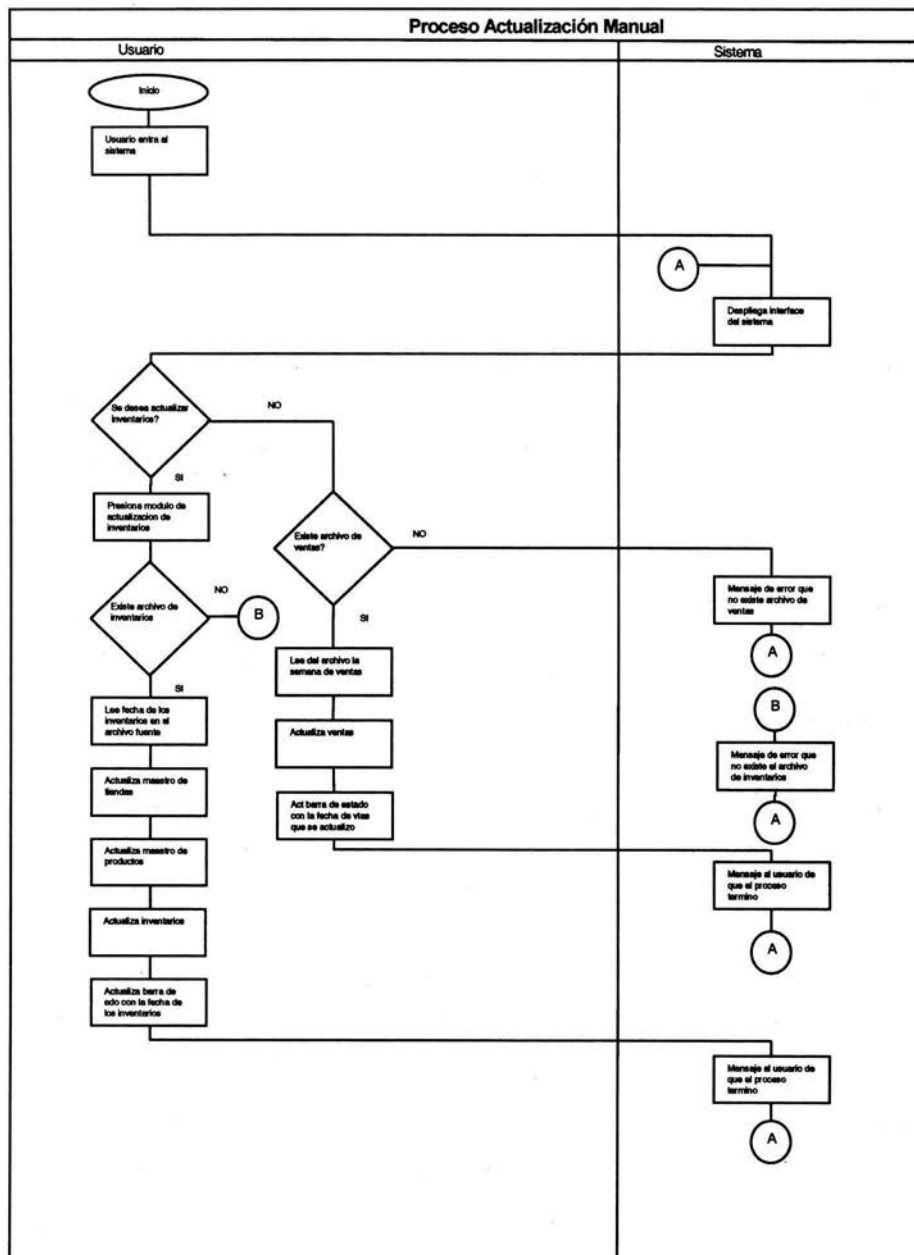 Proceso Actualización Manual
Usuario
Sistema
Inicio
Usuario entra al
sistema
A
Despliega interface
del sistema
Se desea actualizar
inventarios?
NO
SI
Presiona modulo de
actualizacion de
inventarios
Existe archivo de
ventas?
NO
Existe archivo de
inventarios
NO
B
SI
Mensaje de error que
no existe archivo de
ventas
A
Lee del archivo la
semana de ventas
SI
Lee fecha de los
inventarios en el
archivo fuente
B
Actualiza ventas
Mensaje de error que
no existe el archivo
de inventarios
Actualiza maestro de
tiendas
Act barra de estado
con la fecha de vtas
que se actualizo
A
Actualiza maestro de
productos
Mensaje al usuario de
que el proceso
termino
Actualiza inventarios
A
Actualiza barra de
edo con la fecha de
los inventarios
Mensaje al usuario de
que el proceso
termino
A